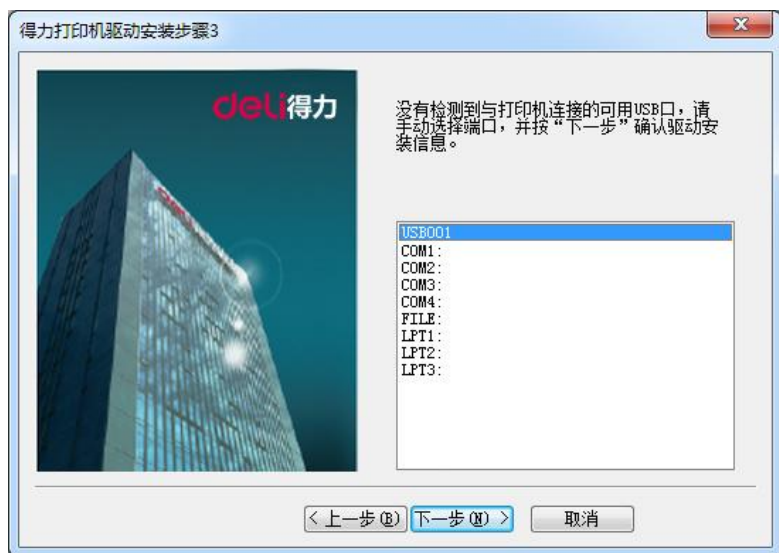 得力打印机驱动安装步骤3
deli得力
没有检测到与打印机连接的可用USB口，请
手动选择端口，并按“下一步”确认驱动安
装信息。
USB001
COM1:
COM2:
COM3:
COM4:
FILE:
LPT1:
LPT2:
LPT3:
< 上一步(B)
下一步(N) >
取消